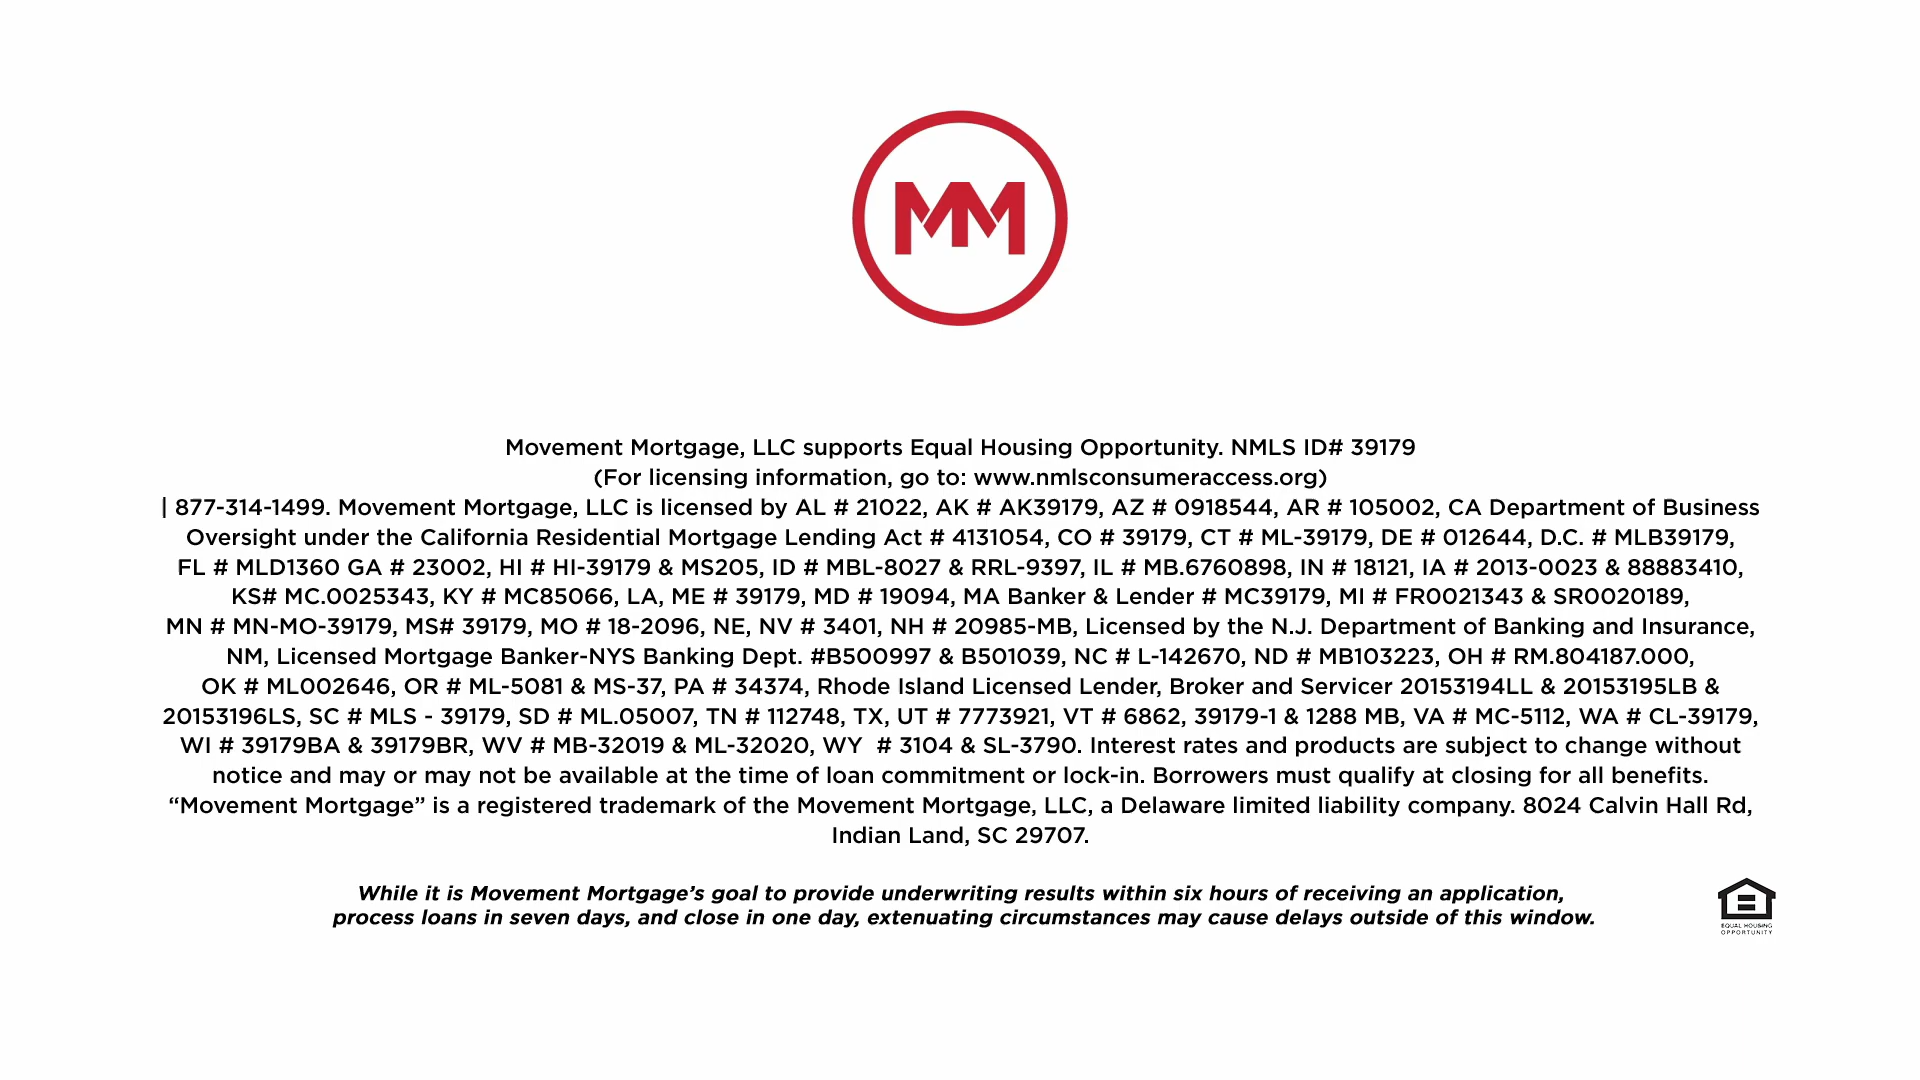 MM
Movement Mortgage, LLC supports Equal Housing Opportunity. NMLS ID# 39179
(For licensing information, go to: www.nmlsconsumeraccess.org)
| 877-314-1499. Movement Mortgage, LLC is licensed by AL # 21022, AK # AK39179, AZ # 0918544, AR # 105002, CA Department of Business
Oversight under the California Residential Mortgage Lending Act # 4131054, CO # 39179, CT # ML-39179, DE # 012644, D.C. # MLB39179,
FL # MLD1360 GA # 23002, HI # HI-39179 & MS205, ID # MBL-8027 & RRL-9397, IL # MB.6760898, IN # 18121, IA # 2013-0023 & 88883410,
KS# MC.0025343, KY # MC85066, LA, ME # 39179, MD # 19094, MA Banker & Lender # MC39179, MI # FR0021343 & SR0020189,
MN # MN-MO-39179, MS# 39179, MO # 18-2096, NE, NV # 3401, NH # 20985-MB, Licensed by the N.J. Department of Banking and Insurance,
NM, Licensed Mortgage Banker-NYS Banking Dept. #B500997 & B501039, NC # L-142670, ND # MB103223, OH # RM.804187.000,
OK # ML002646, OR # ML-5081 & MS-37, PA # 34374, Rhode Island Licensed Lender, Broker and Servicer 20153194LL & 20153195LB &
20153196LS, SC # MLS - 39179, SD # ML.05007, TN # 112748, TX, UT # 7773921, VT # 6862, 39179-1 & 1288 MB, VA # MC-5112, WA # CL-39179,
WI # 39179BA & 39179BR, WV # MB-32019 & ML-32020, WY  # 3104 & SL-3790. Interest rates and products are subject to change without
notice and may or may not be available at the time of loan commitment or lock-in. Borrowers must qualify at closing for all benefits.
“Movement Mortgage” is a registered trademark of the Movement Mortgage, LLC, a Delaware limited liability company. 8024 Calvin Hall Rd,
Indian Land, SC 29707.
While it is Movement Mortgage’s goal to provide underwriting results within six hours of receiving an application,
process loans in seven days, and close in one day, extenuating circumstances may cause delays outside of this window.
EQUAL HOUSING
OPPORTUNITY